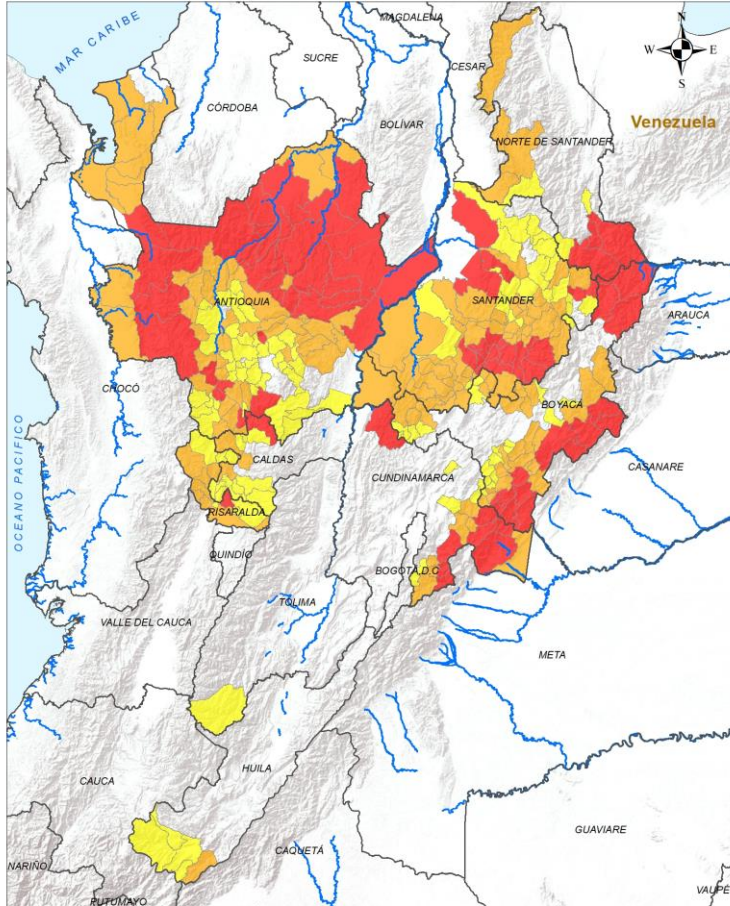 MAGDALENA
N
MAR CARIBE
SUCRE
CESAR
W
E
S
CÓRDOBA
BOLÍVAR
Venezuela
NORTE DE SANTANDER
ANTIOQUIA
SANTANDER
ARAUCA
CHOCÓ
BOYACÁ
CALDAS
CUNDINAMARCA
CASANARE
OCEANO PACIFICO
RISARALDA
QUINDÍO
BOGOTÁ, D.C
TOLIMA
VALLE DEL CAUCA
META
HUILA
CAUCA
GUAVIARE
NARIÑO
CAQUETÁ
PUTUMAYO
VAUPÉ